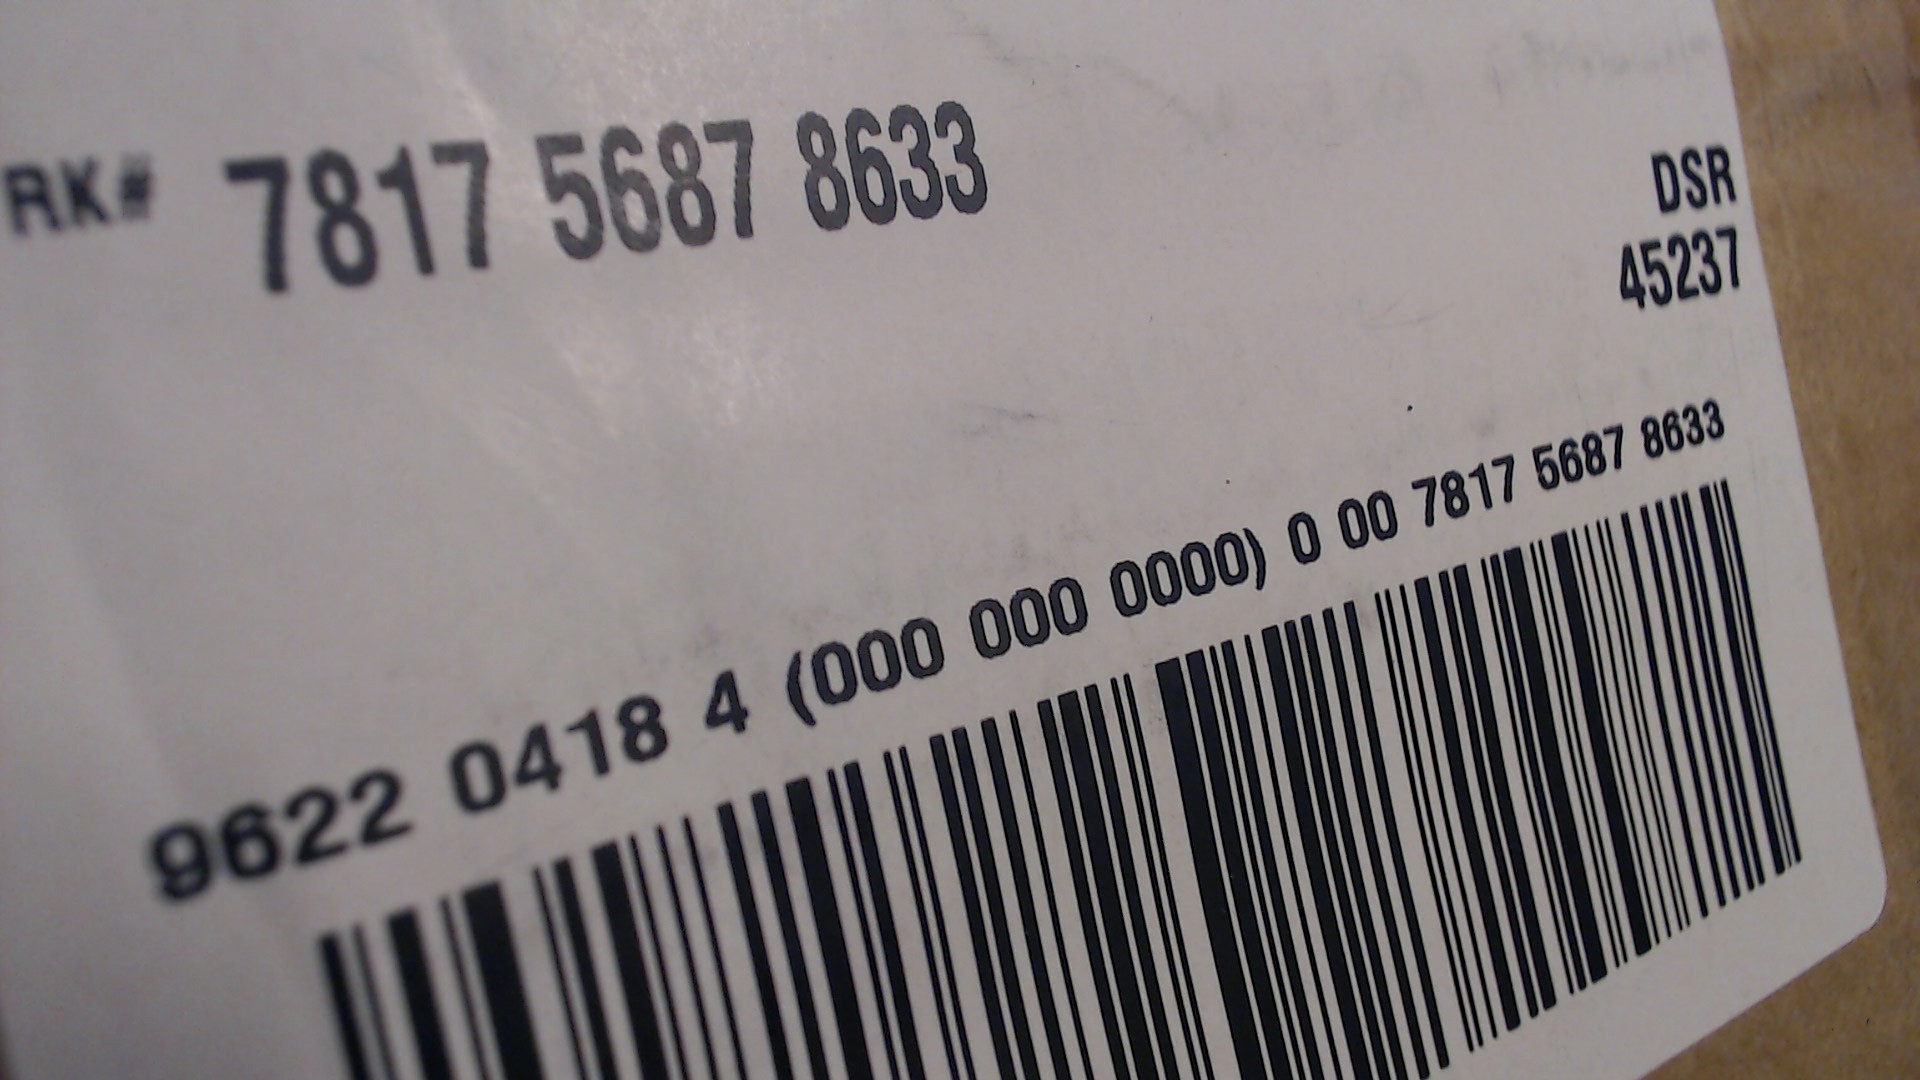 RK# 7817 5687 8633
DSR
45237
9622 0418 4 (000 000 0000) 0 00 7817 5687 8633